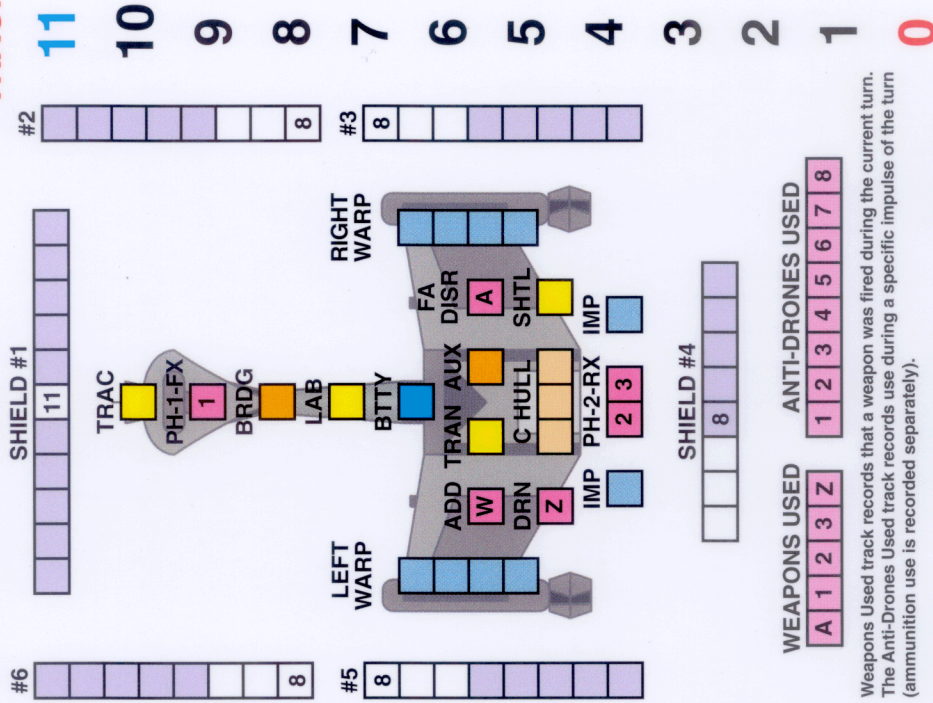 #6
8
SHIELD #1
11
#2
8
11
10
9
8
7
6
5
4
3
2
1
0
TRAC
PH-1-FX
1
BRDG
LAB
BTTY
#5
8
LEFT
WARP
RIGHT
WARP
#3
8
ADD
W
TRAN
AUX
FA
DISR
A
DRN
Z
C HULL
SHTL
IMP
PH-2-RX
2 3
IMP
SHIELD #4
8
WEAPONS USED
A 1 2 3 Z
ANTI-DRONES USED
1 2 3 4 5 6 7 8
Weapons Used track records that a weapon was fired during the current turn.
The Anti-Drones Used track records use during a specific impulse of the turn
(ammunition use is recorded separately).